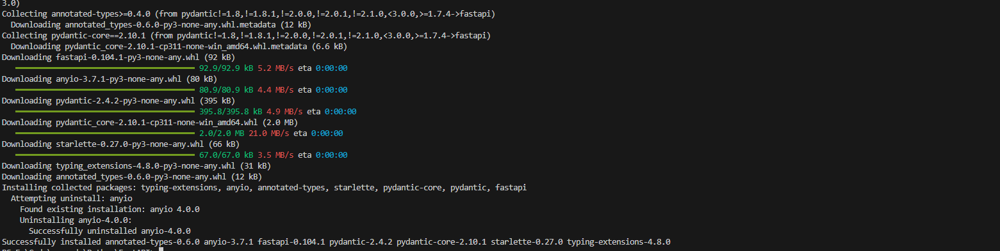 3.0)
Collecting annotated-types>=0.4.0 (from pydantic!=1.8,!=1.8.1,!=2.0.0,!=2.0.1,!=2.1.0,<3.0.0,>=1.7.4->fastapi)
Downloading annotated_types-0.6.0-py3-none-any.whl.metadata (12 kB)
Collecting pydantic-core==2.10.1 (from pydantic!=1.8,!=1.8.1,!=2.0.0,!=2.0.1,!=2.1.0,<3.0.0,>=1.7.4->fastapi)
Downloading pydantic_core-2.10.1-cp311-none-win_amd64.whl.metadata (6.6 kB)
Downloading fastapi-0.104.1-py3-none-any.whl (92 kB)
92.9/92.9 kB 5.2 MB/s eta 0:00:00
Downloading anyio-3.7.1-py3-none-any.whl (80 kB)
80.9/80.9 kB 4.4 MB/s eta 0:00:00
Downloading pydantic-2.4.2-py3-none-any.whl (395 kB)
395.8/395.8 kB 4.9 MB/s eta 0:00:00
Downloading pydantic_core-2.10.1-cp311-none-win_amd64.whl (2.0 MB)
2.0/2.0 MB 21.0 MB/s eta 0:00:00
Downloading starlette-0.27.0-py3-none-any.whl (66 kB)
67.0/67.0 kB 3.5 MB/s eta 0:00:00
Downloading typing_extensions-4.8.0-py3-none-any.whl (31 kB)
Downloading annotated_types-0.6.0-py3-none-any.whl (12 kB)
Installing collected packages: typing-extensions, anyio, annotated-types, starlette, pydantic-core, pydantic, fastapi
Attempting uninstall: anyio
Found existing installation: anyio 4.0.0
Uninstalling anyio-4.0.0:
Successfully uninstalled anyio-4.0.0
Successfully installed annotated-types-0.6.0 anyio-3.7.1 fastapi-0.104.1 pydantic-2.4.2 pydantic-core-2.10.1 starlette-0.27.0 typing-extensions-4.8.0